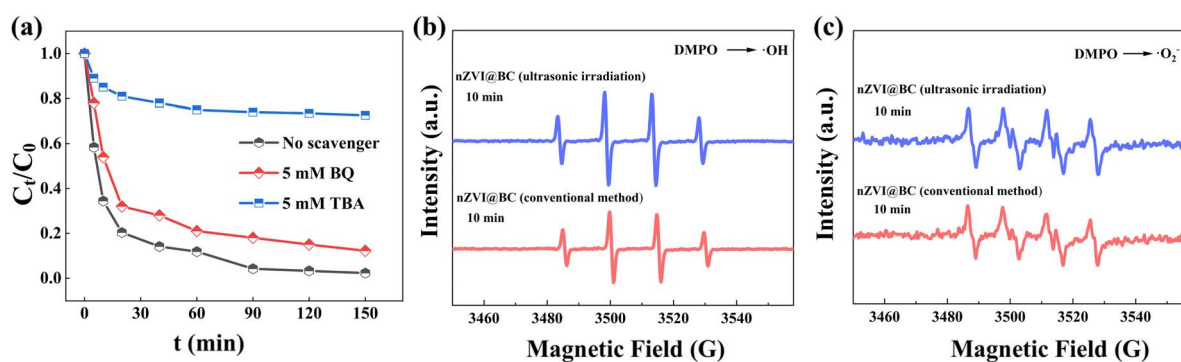 (a)
1.0
0.8
0.6
0.4
0.2
0.0
Ct/C0
No scavenger
5 mM BQ
5 mM TBA
0 30 60 90 120 150
t (min)
(b)
DMPO → ·OH
nZVI@BC (ultrasonic irradiation)
10 min
nZVI@BC (conventional method)
10 min
Intensity (a.u.)
3460 3480 3500 3520 3540
Magnetic Field (G)
(c)
DMPO → ·O₂⁻
nZVI@BC (ultrasonic irradiation)
10 min
nZVI@BC (conventional method)
10 min
Intensity (a.u.)
3460 3480 3500 3520 3540
Magnetic Field (G)